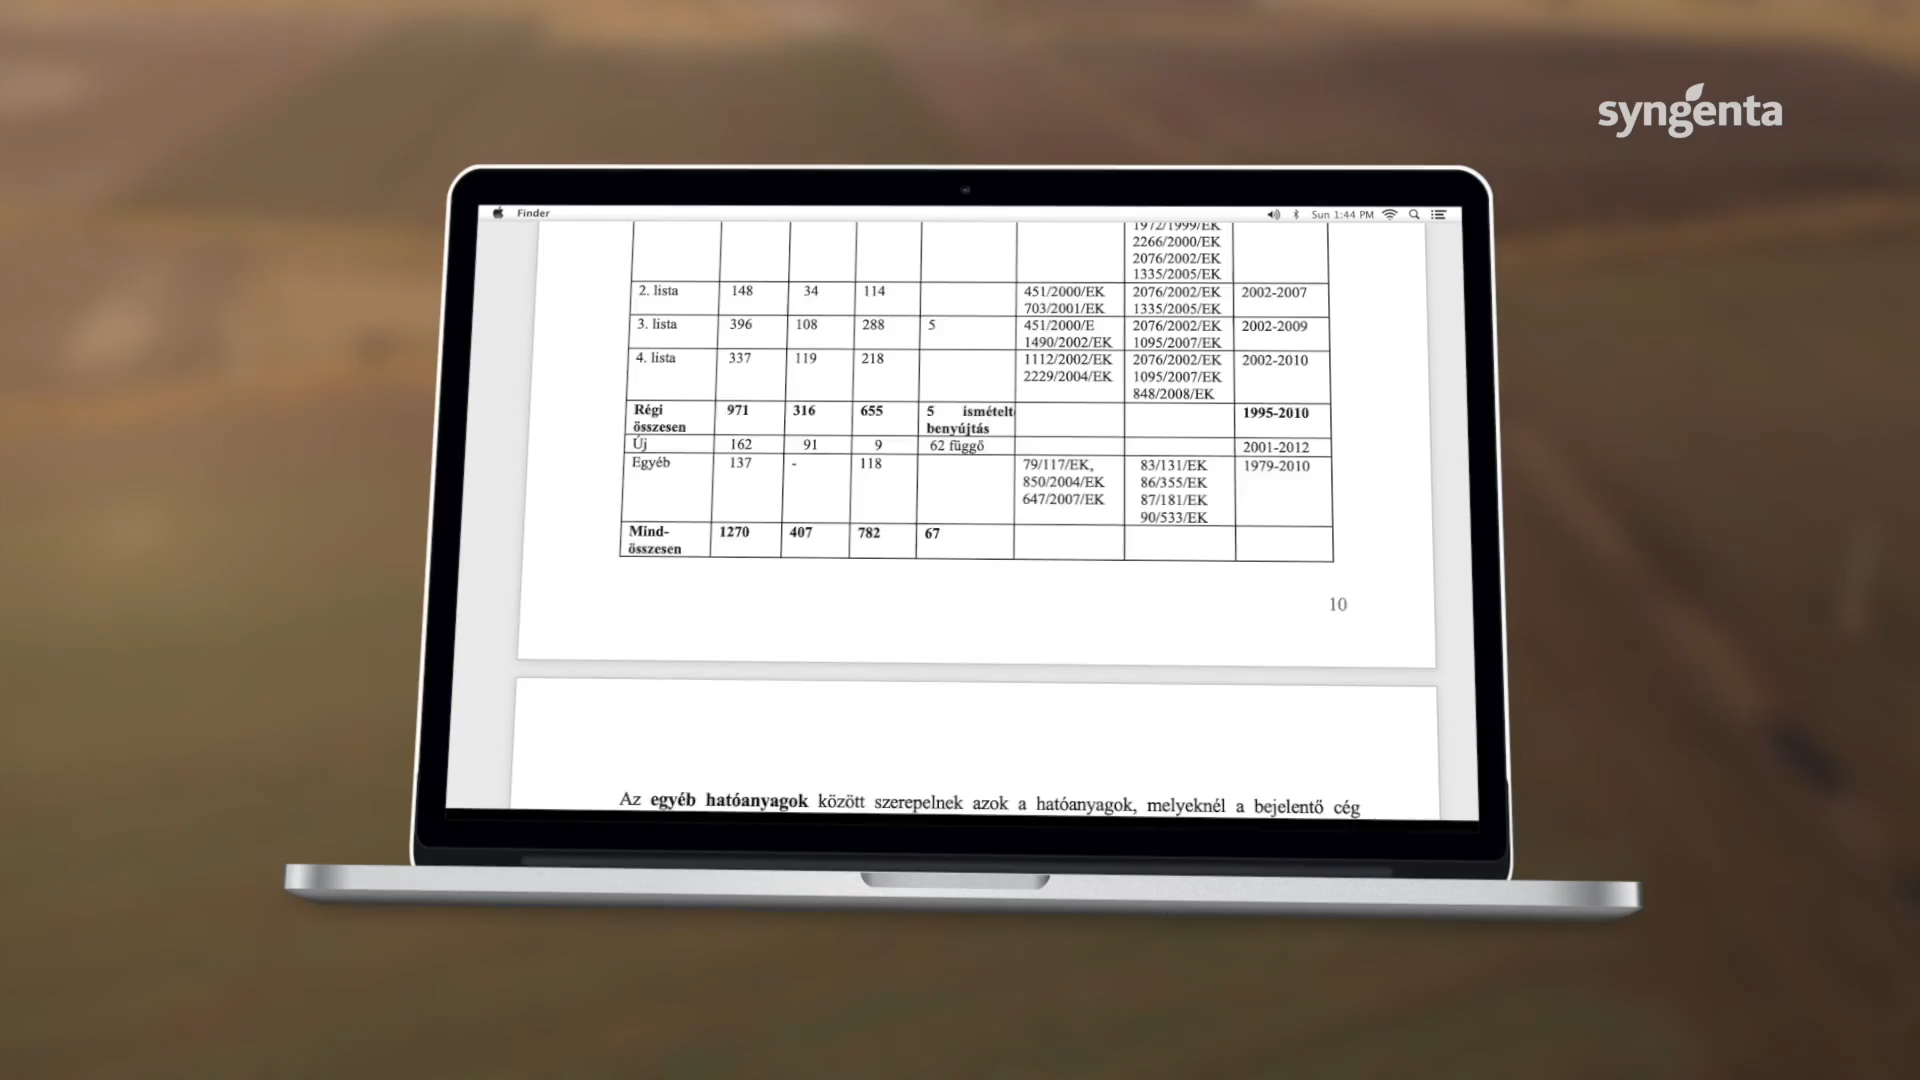 syngenta
Finder
Sun 1:44 PM
1972/1999/EK
2266/2000/EK
2076/2002/EK
1335/2005/EK
2. lista 148 34 114 451/2000/EK 2076/2002/EK 2002-2007
703/2001/EK 1335/2005/EK
3. lista 396 108 288 5 451/2000/E 2076/2002/EK 2002-2009
1490/2002/EK 1095/2007/EK
4. lista 337 119 218 1112/2002/EK 2076/2002/EK 2002-2010
2229/2004/EK 1095/2007/EK
848/2008/EK
Régi 971 316 655 5 ismételt 1995-2010
összesen benyújtás
Új 162 91 9 62 függő 2001-2012
Egyéb 137 - 118 79/117/EK, 83/131/EK 1979-2010
850/2004/EK 86/355/EK
647/2007/EK 87/181/EK
90/533/EK
Mind- 1270 407 782 67
összesen
10
Az egyéb hatóanyagok között szerepelnek azok a hatóanyagok, melyeknél a bejelentő cég